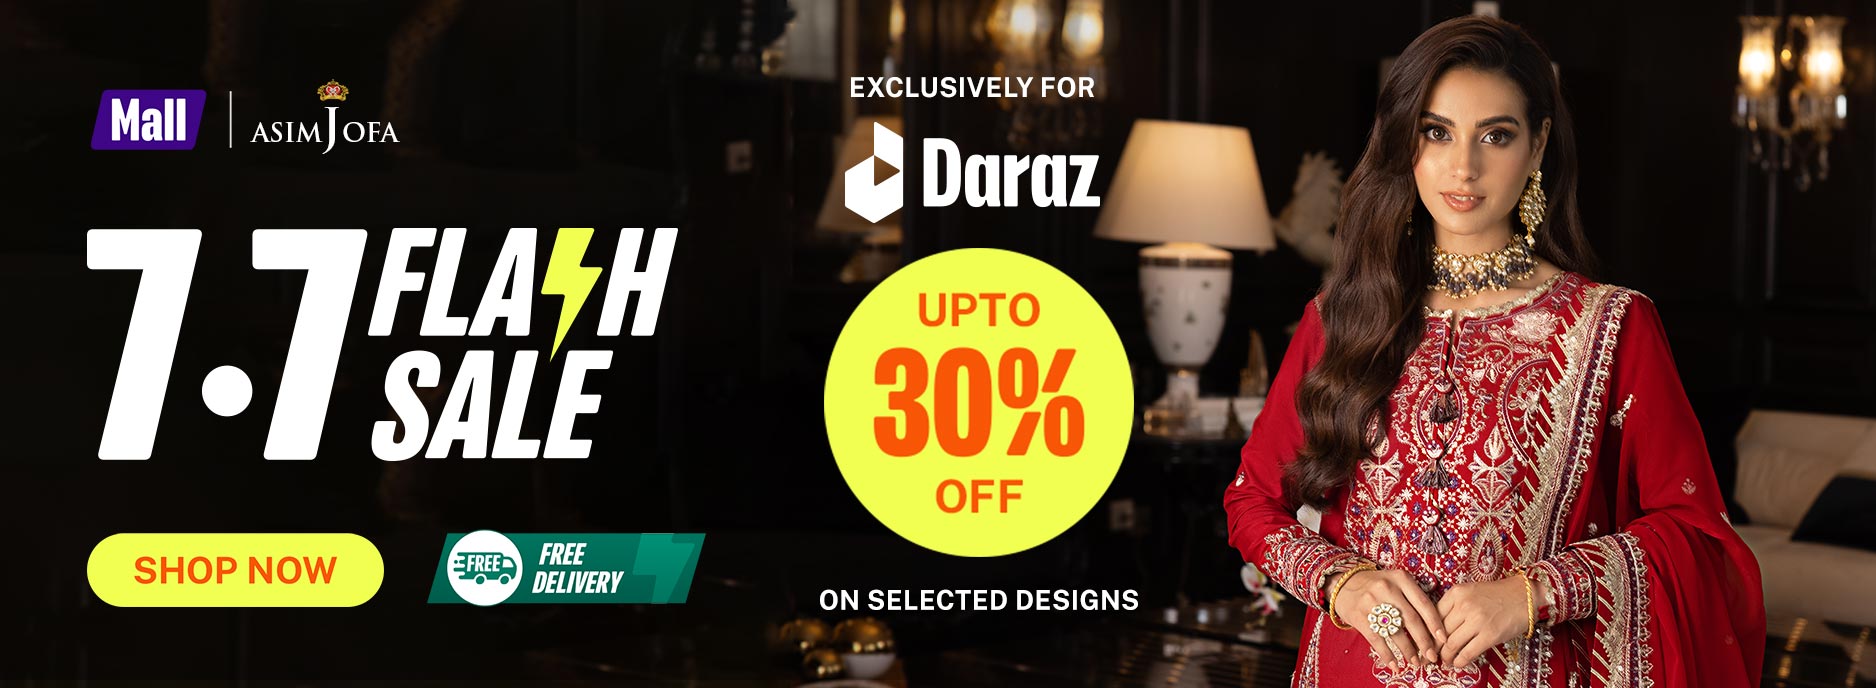 Mall
ASIM JOFA
7.7 FLASH
SALE
SHOP NOW
FREE
FREE
DELIVERY
EXCLUSIVELY FOR
Daraz
UPTO
30%
OFF
ON SELECTED DESIGNS